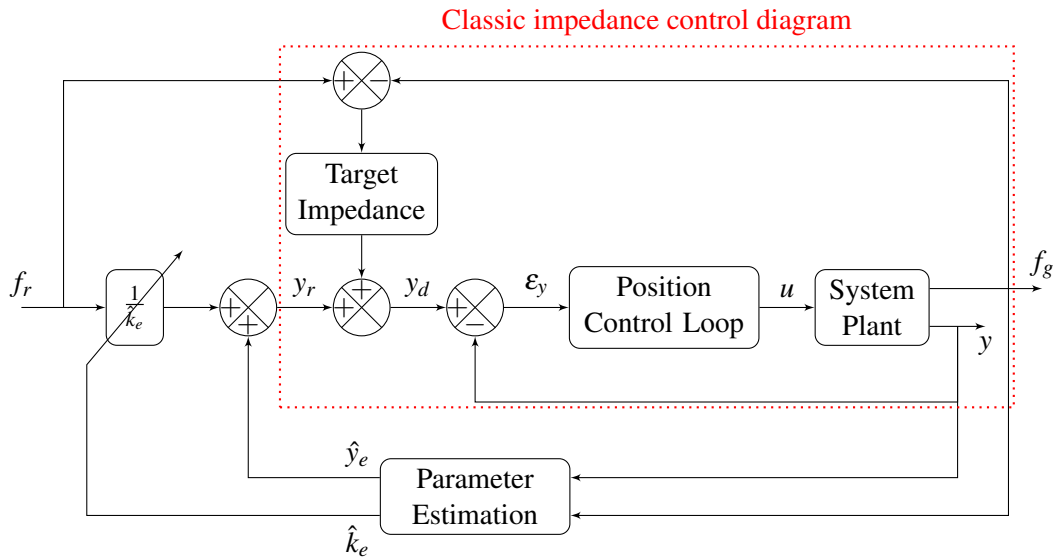 Classic impedance control diagram
+ −
Target
Impedance
f_r
1
k̂_e
+
+
y_r
+
+
y_d
+
−
ε_y
Position
Control Loop
u
System
Plant
f_g
y
ŷ_e
Parameter
Estimation
k̂_e